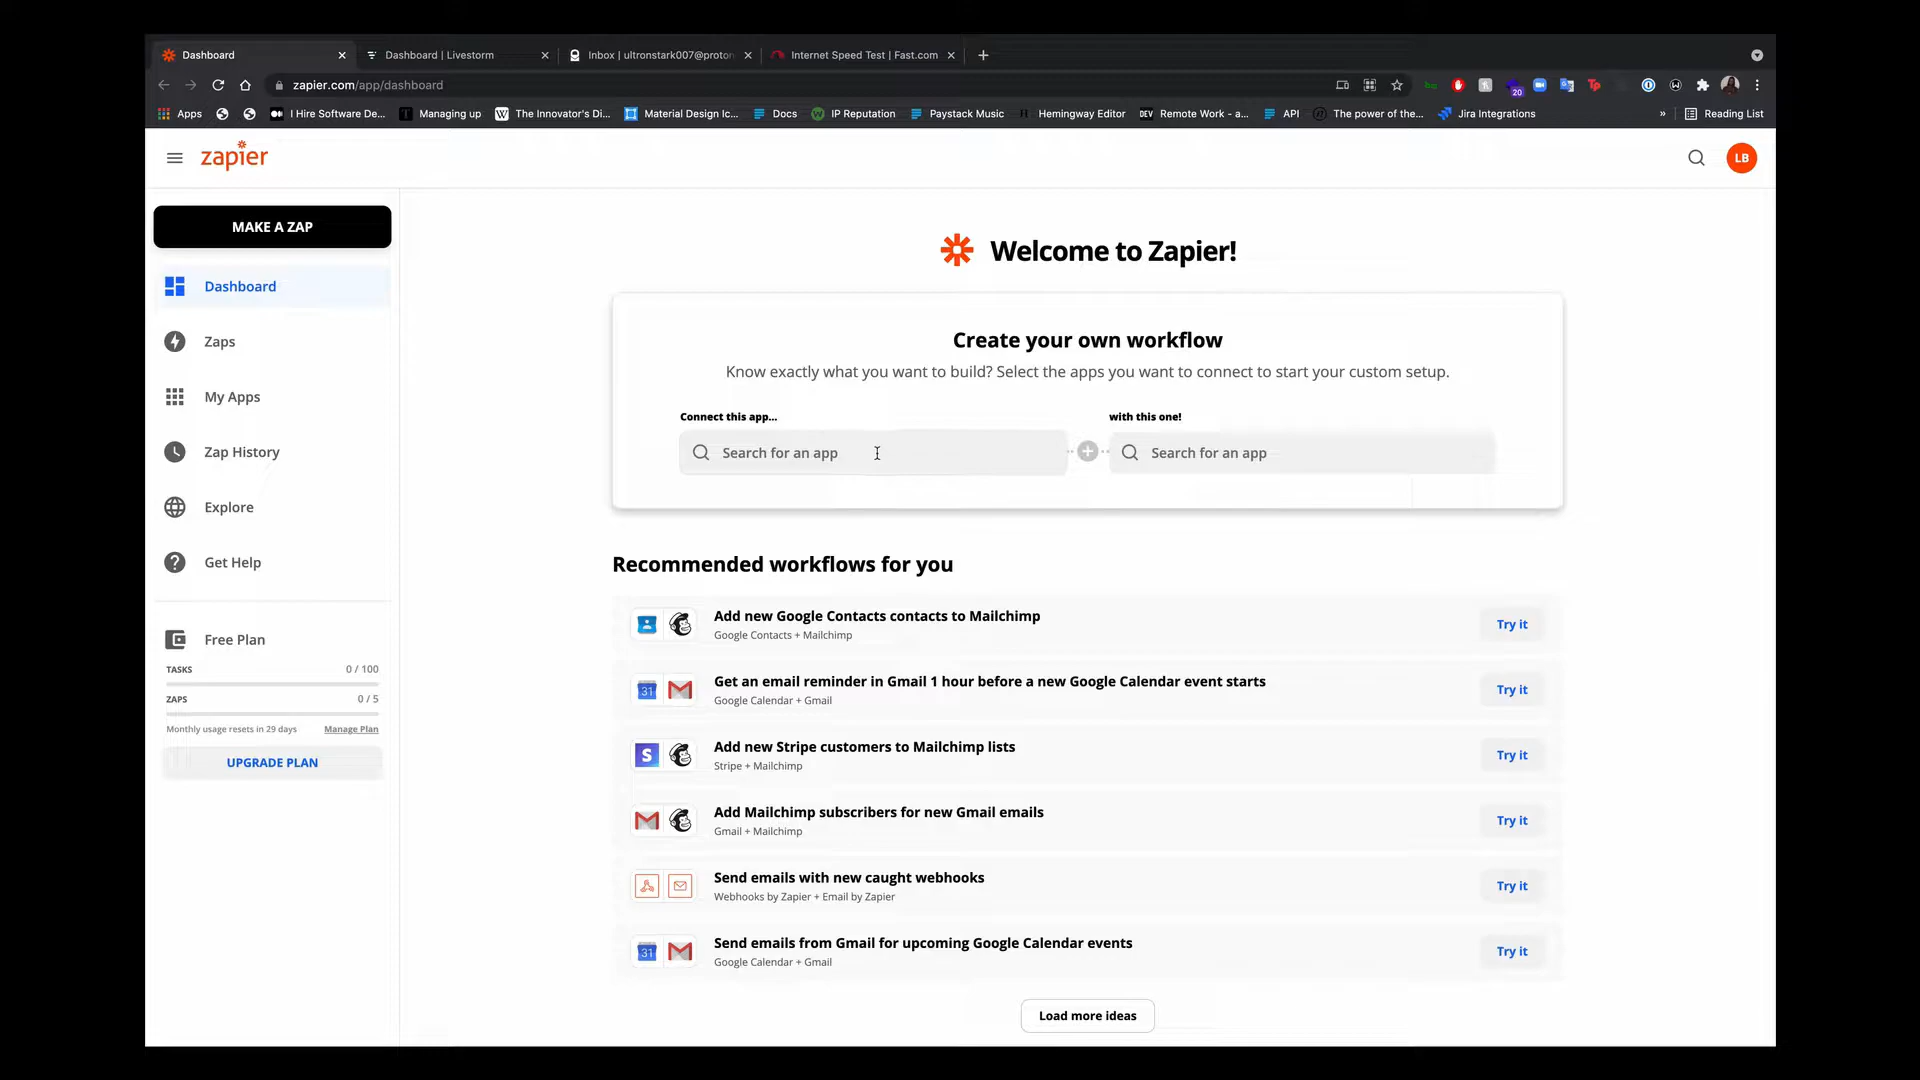 Dashboard
Dashboard | Livestorm
Inbox | ultronstark007@proton
Internet Speed Test | Fast.com
zapier.com/app/dashboard
20
Tp
Apps
I Hire Software De...
Managing up
W The Innovator's Di...
Material Design Ic...
Docs
IP Reputation
Paystack Music
H Hemingway Editor
DEV Remote Work - a...
API
The power of the...
Jira Integrations
»
Reading List
zapier
LB
MAKE A ZAP
Dashboard
Zaps
My Apps
Zap History
Explore
Get Help
Free Plan
TASKS 0 / 100
ZAPS 0 / 5
Monthly usage resets in 29 days Manage Plan
UPGRADE PLAN
Welcome to Zapier!
Create your own workflow
Know exactly what you want to build? Select the apps you want to connect to start your custom setup.
Connect this app...
with this one!
Search for an app
Search for an app
Recommended workflows for you
Add new Google Contacts contacts to Mailchimp
Google Contacts + Mailchimp
Try it
31
Get an email reminder in Gmail 1 hour before a new Google Calendar event starts
Google Calendar + Gmail
Try it
S
Add new Stripe customers to Mailchimp lists
Stripe + Mailchimp
Try it
Add Mailchimp subscribers for new Gmail emails
Gmail + Mailchimp
Try it
Send emails with new caught webhooks
Webhooks by Zapier + Email by Zapier
Try it
31
Send emails from Gmail for upcoming Google Calendar events
Google Calendar + Gmail
Try it
Load more ideas